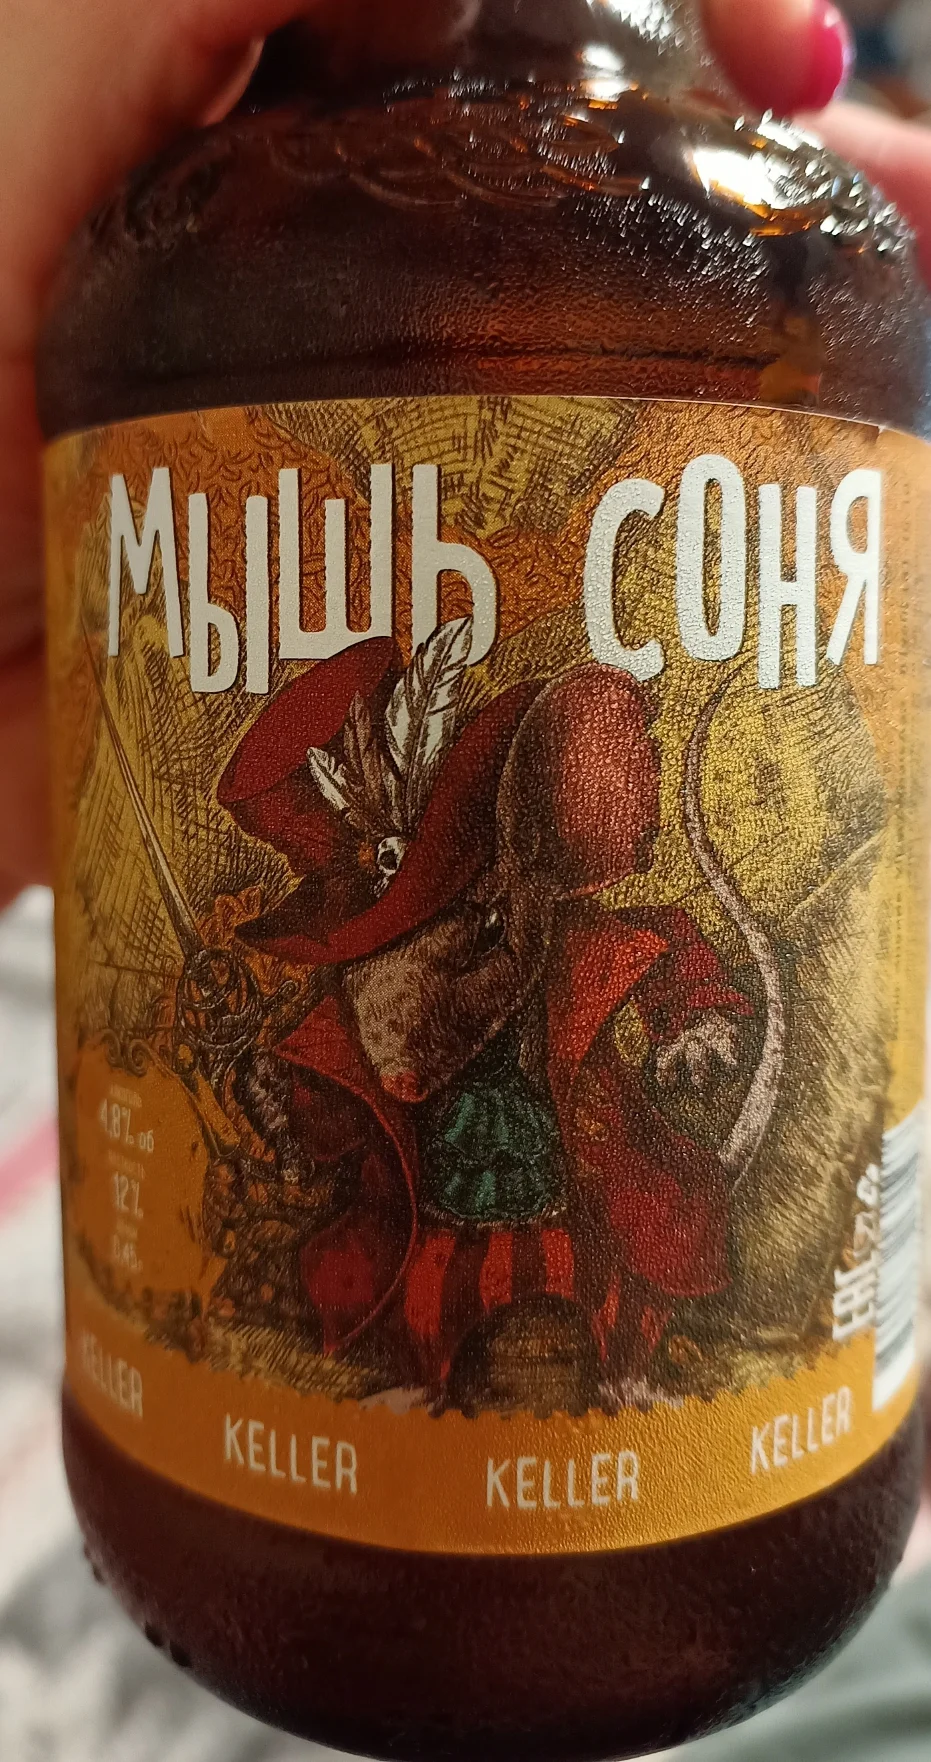 МЫШЬ СОНЯ
4,8% об
12%
0,45
KELLER KELLER KELLER KELLER